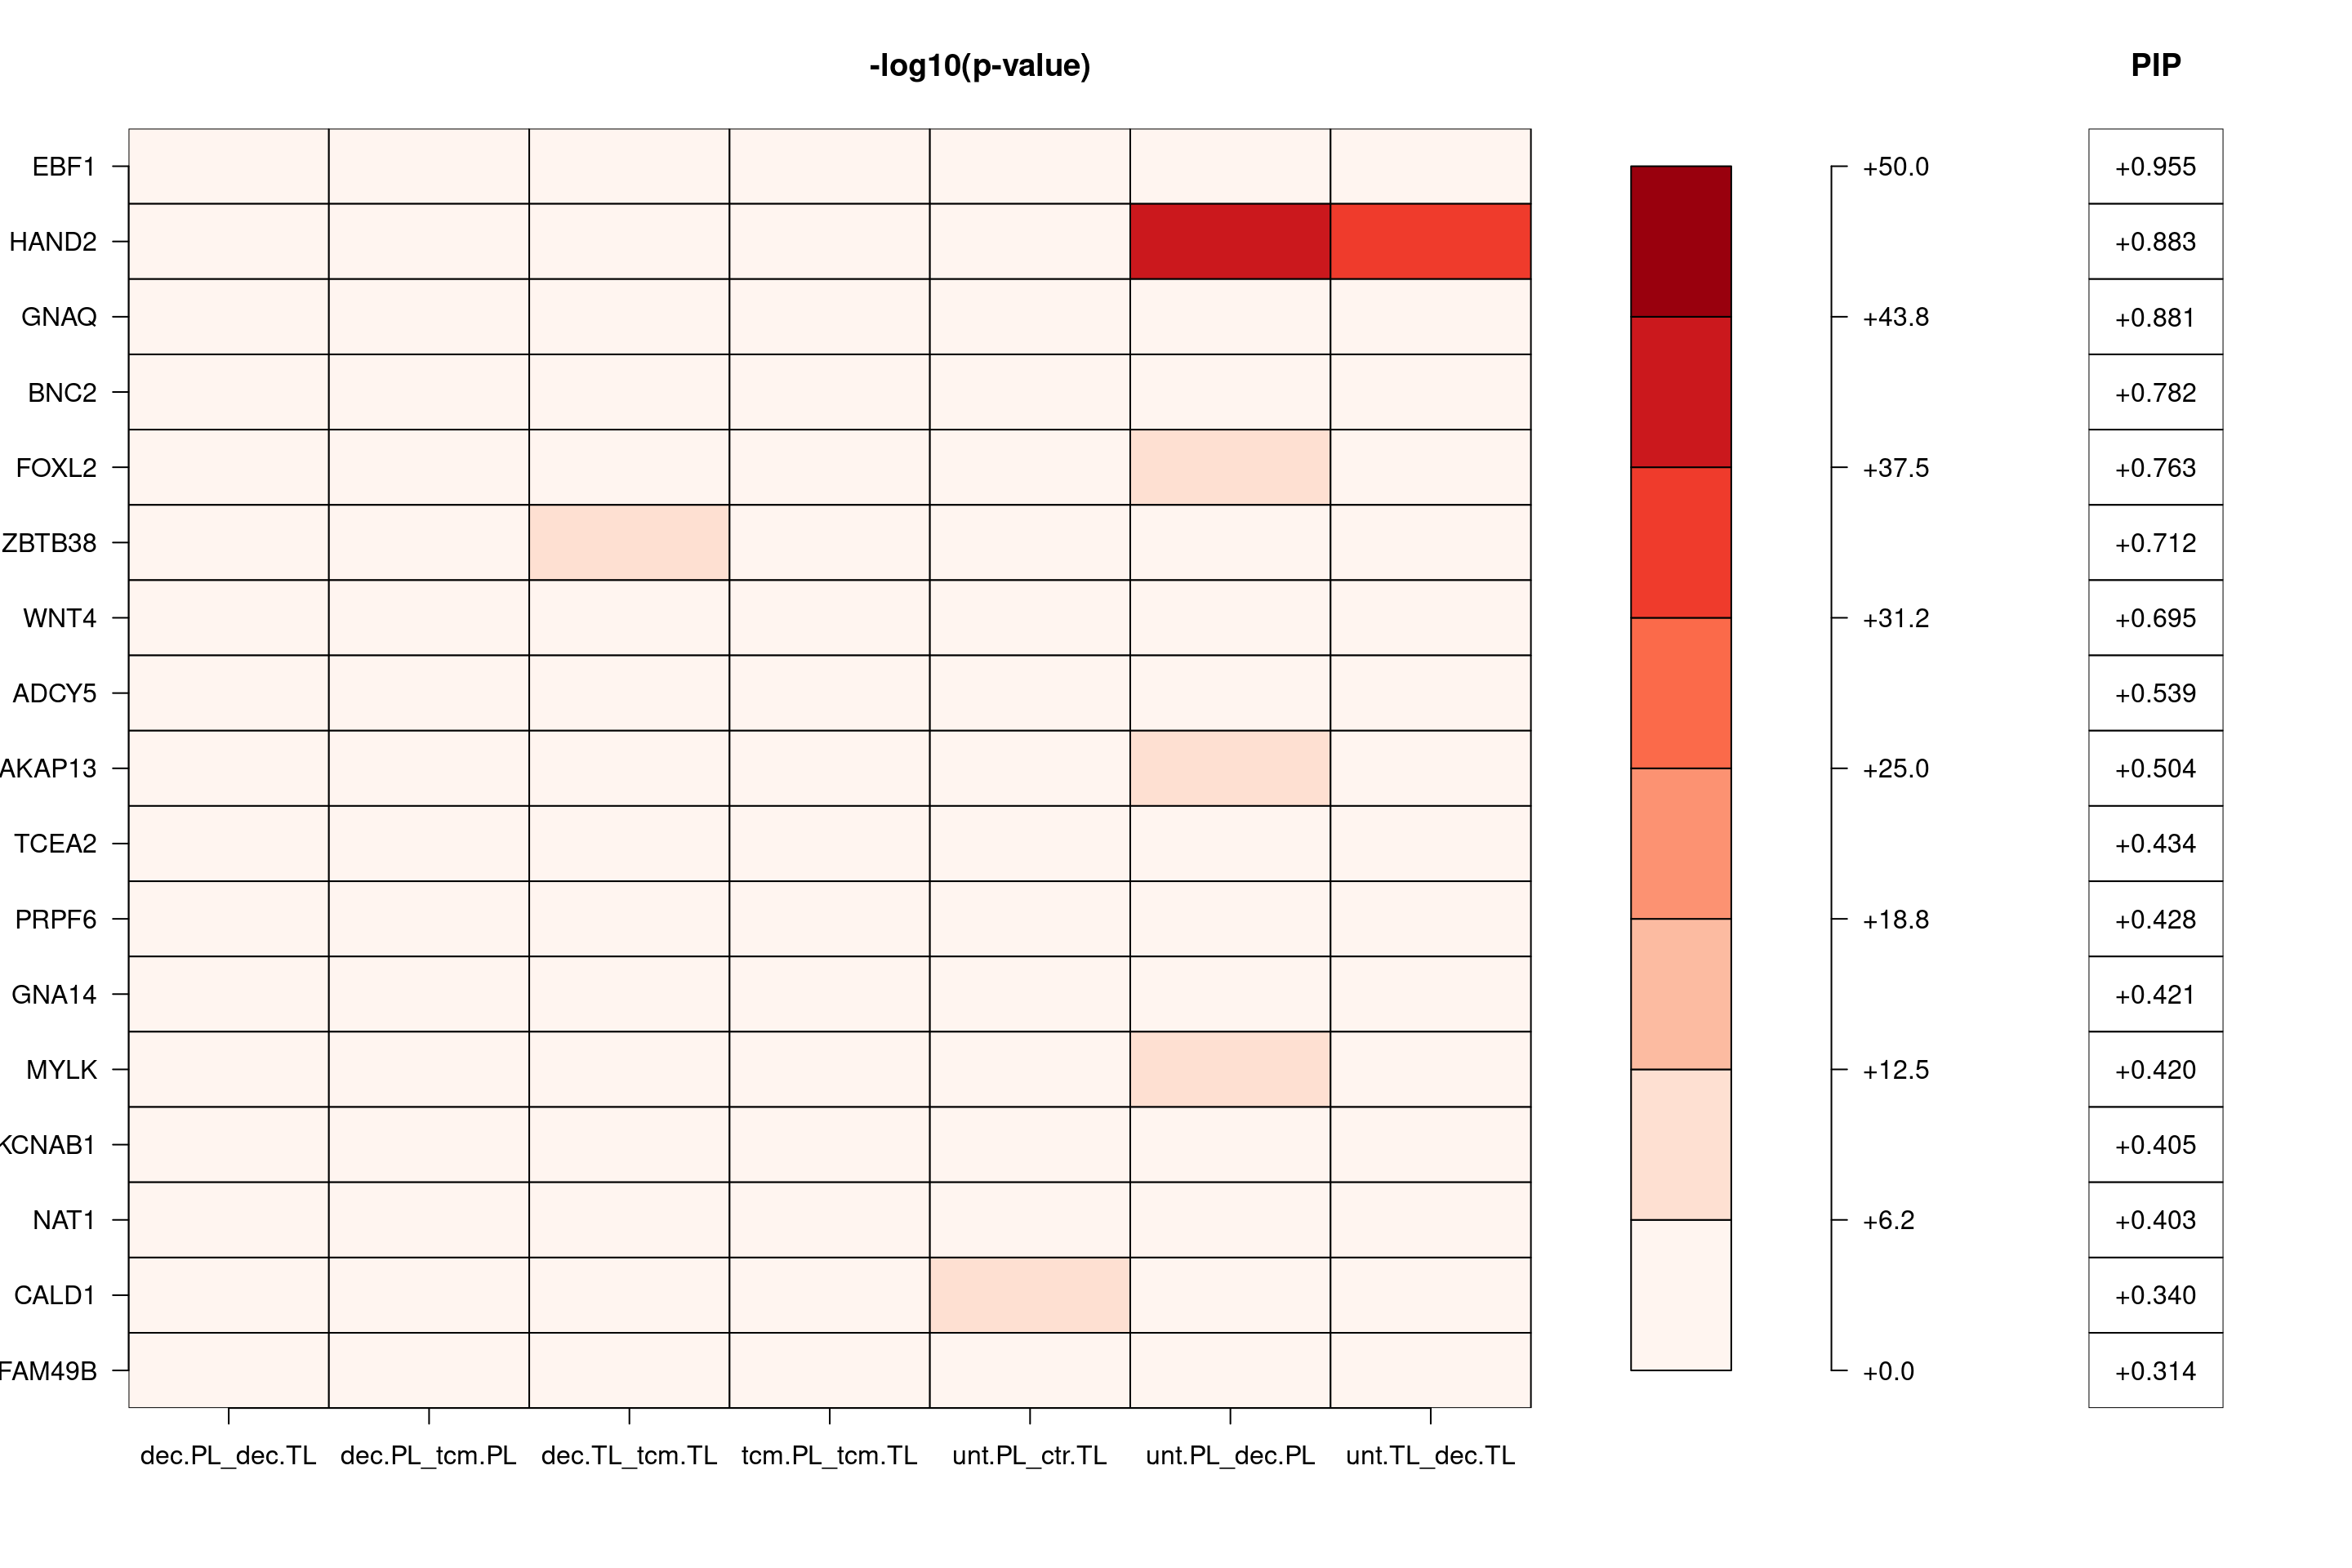 -log10(p-value) PIP
EBF1 +50.0 +0.955
HAND2 +0.883
GNAQ +43.8 +0.881
BNC2 +0.782
FOXL2 +37.5 +0.763
ZBTB38 +0.712
WNT4 +31.2 +0.695
ADCY5 +0.539
AKAP13 +25.0 +0.504
TCEA2 +0.434
PRPF6 +18.8 +0.428
GNA14 +0.421
MYLK +12.5 +0.420
KCNAB1 +0.405
NAT1 +6.2 +0.403
CALD1 +0.340
FAM49B +0.0 +0.314
dec.PL_dec.TL dec.PL_tcm.PL dec.TL_tcm.TL tcm.PL_tcm.TL unt.PL_ctr.TL unt.PL_dec.PL unt.TL_dec.TL